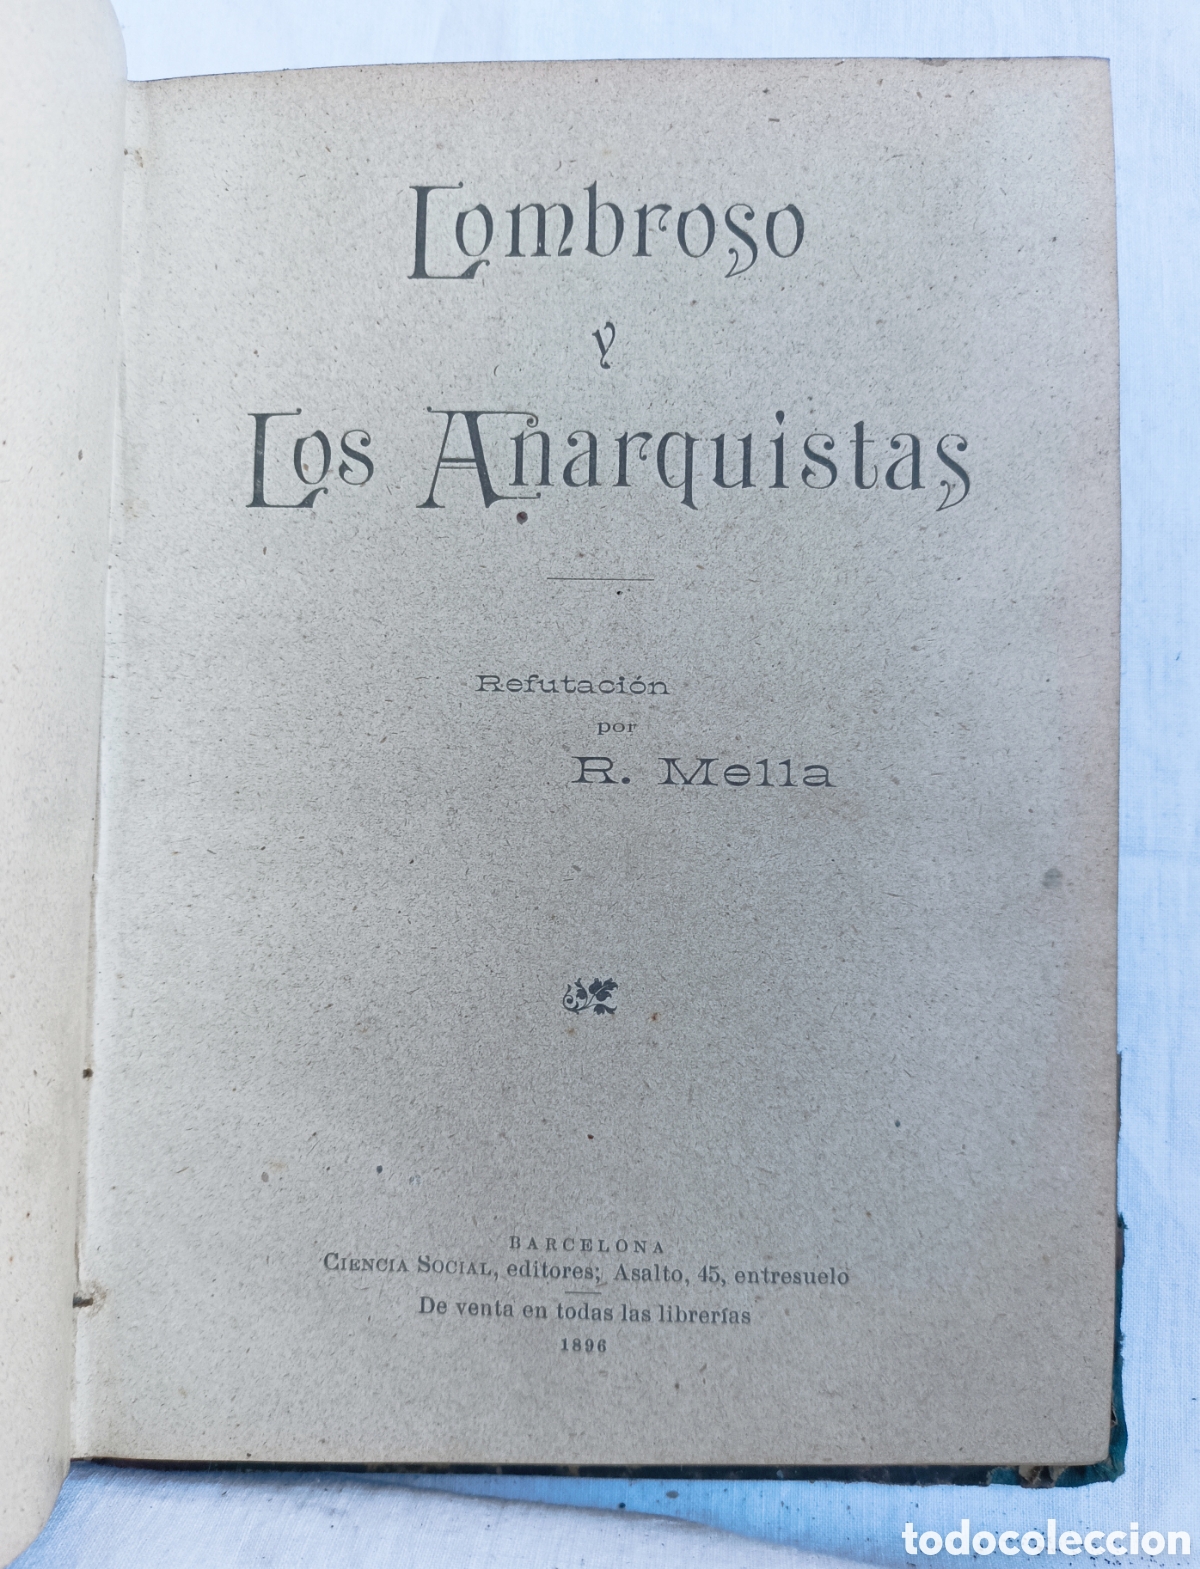 Lombroso
y
Los Anarquistas
Refutación
por
R. Mella
BARCELONA
CIENCIA SOCIAL, editores; Asalto, 45, entresuelo
De venta en todas las librerías
1896
todocoleccion